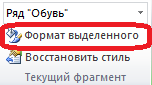 Ряд "Обувь"
Формат выделенного
Восстановить стиль
Текущий фрагмент